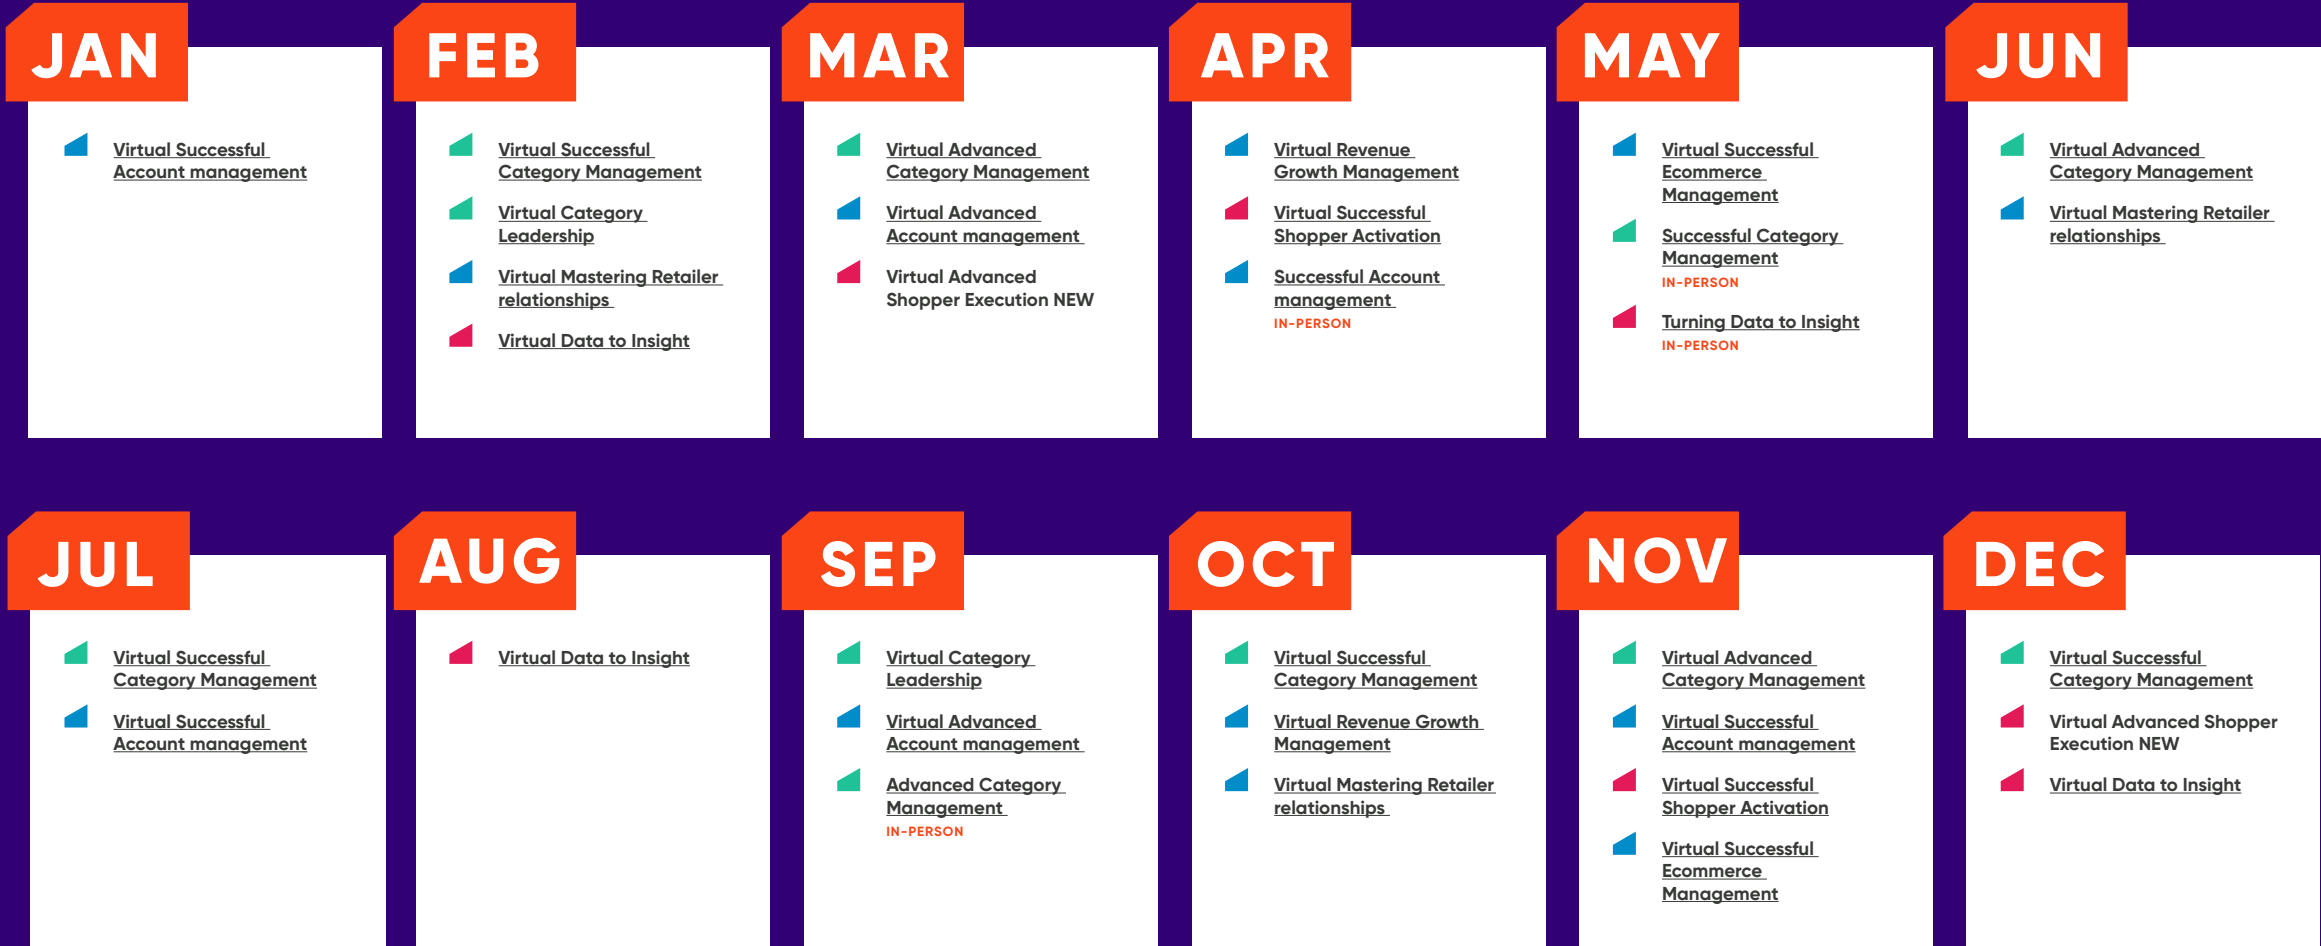 JAN
Virtual Successful
Account management
FEB
Virtual Successful
Category Management
Virtual Category
Leadership
Virtual Mastering Retailer
relationships
Virtual Data to Insight
MAR
Virtual Advanced
Category Management
Virtual Advanced
Account management
Virtual Advanced
Shopper Execution NEW
APR
Virtual Revenue
Growth Management
Virtual Successful
Shopper Activation
Successful Account
management
IN-PERSON
MAY
Virtual Successful
Ecommerce
Management
Successful Category
Management
IN-PERSON
Turning Data to Insight
IN-PERSON
JUN
Virtual Advanced
Category Management
Virtual Mastering Retailer
relationships
JUL
Virtual Successful
Category Management
Virtual Successful
Account management
AUG
Virtual Data to Insight
SEP
Virtual Category
Leadership
Virtual Advanced
Account management
Advanced Category
Management
IN-PERSON
OCT
Virtual Successful
Category Management
Virtual Revenue Growth
Management
Virtual Mastering Retailer
relationships
NOV
Virtual Advanced
Category Management
Virtual Successful
Account management
Virtual Successful
Shopper Activation
Virtual Successful
Ecommerce
Management
DEC
Virtual Successful
Category Management
Virtual Advanced Shopper
Execution NEW
Virtual Data to Insight